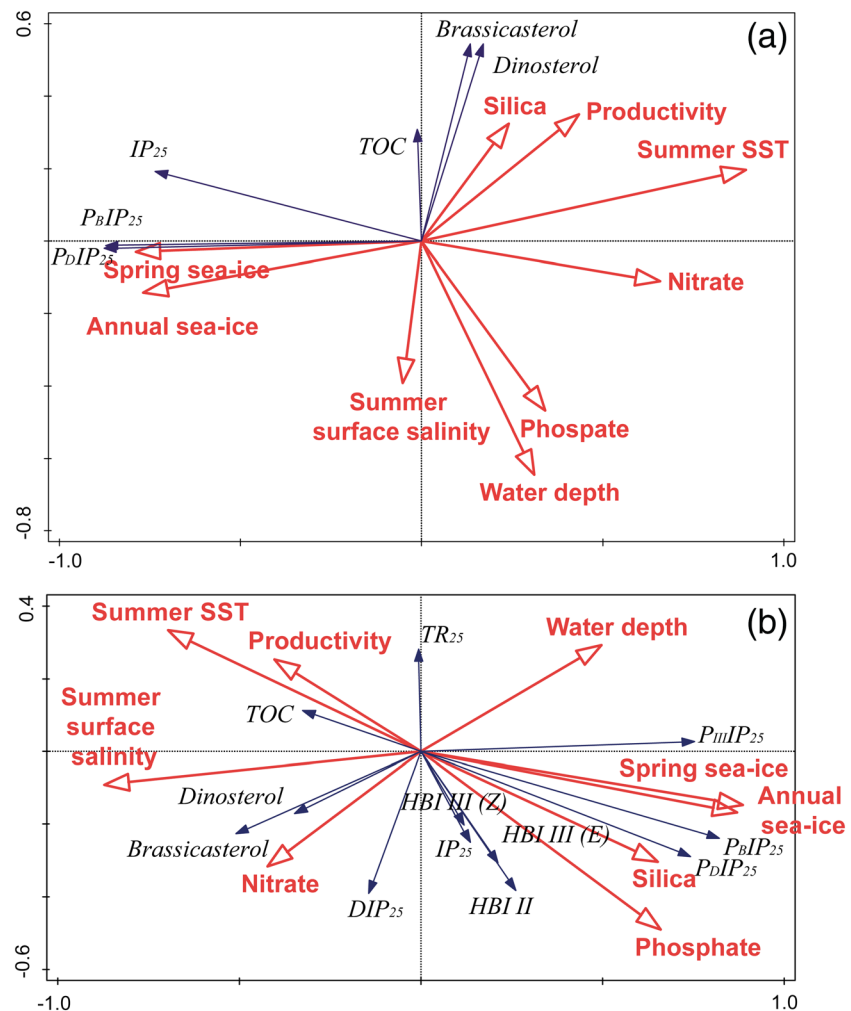 0.6
(a)
Brassicasterol
Dinosterol
Silica
Productivity
TOC
Summer SST
IP25
PBIP25
PDIP25
Spring sea-ice
Nitrate
Annual sea-ice
Summer
surface salinity
Phospate
Water depth
-0.8
-1.0
1.0
0.4
(b)
Summer SST
Productivity
TR25
Water depth
Summer
surface
salinity
TOC
PIIIIP25
Spring sea-ice
Annual
sea-ice
Dinosterol
HBI III (Z)
HBI III (E)
Brassicasterol
IP25
PBIP25
PDIP25
Silica
Nitrate
DIP25
HBI II
Phosphate
-0.6
-1.0
1.0